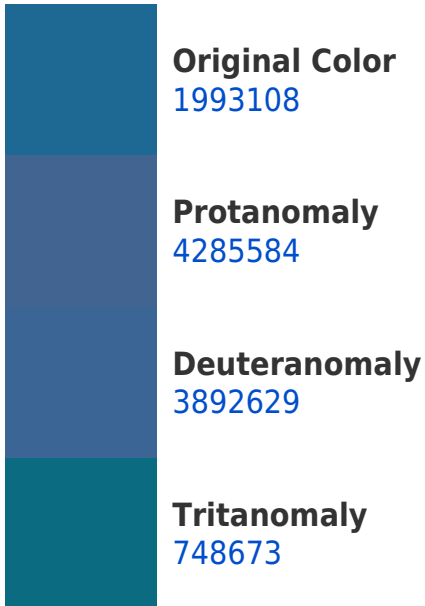 Original Color
1993108
Protanomaly
4285584
Deuteranomaly
3892629
Tritanomaly
748673